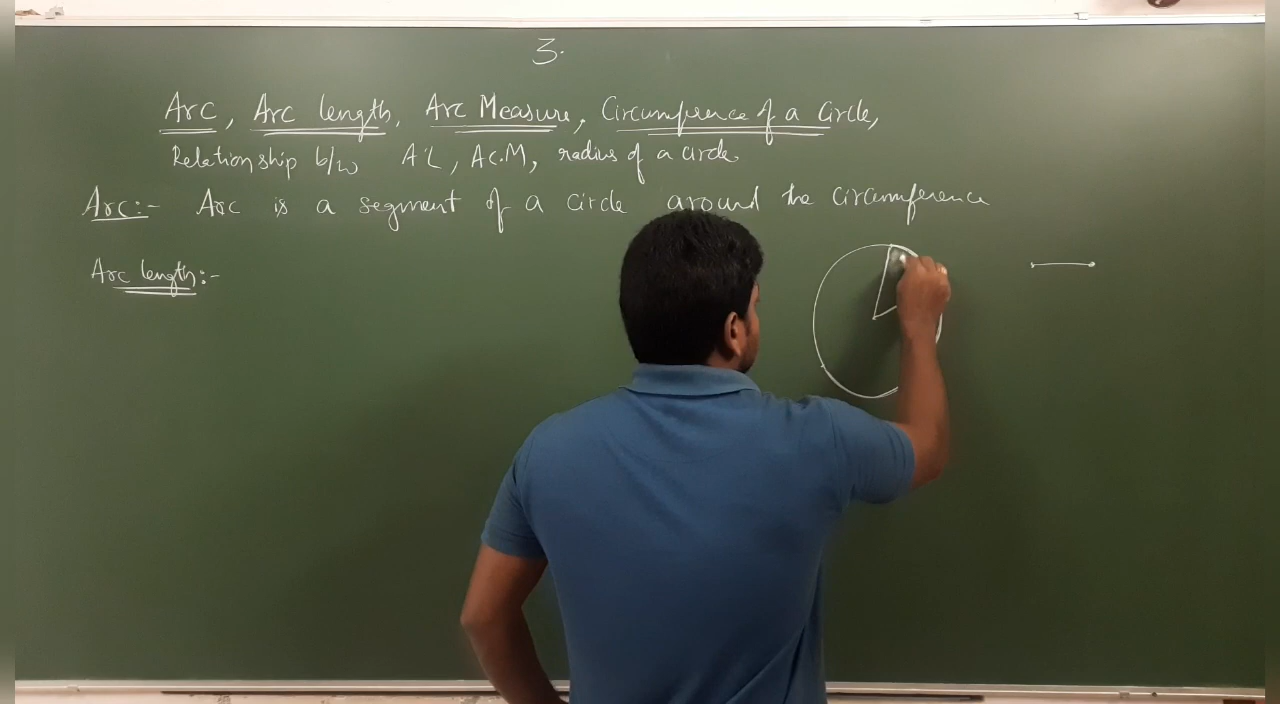 3.
Arc, Arc length, Arc Measure, Circumference of a Circle,
Relationship b/w A'L, Ac.M, radius of a circle.
Arc:- Arc is a segment of a circle around the circumference
Arc length:-